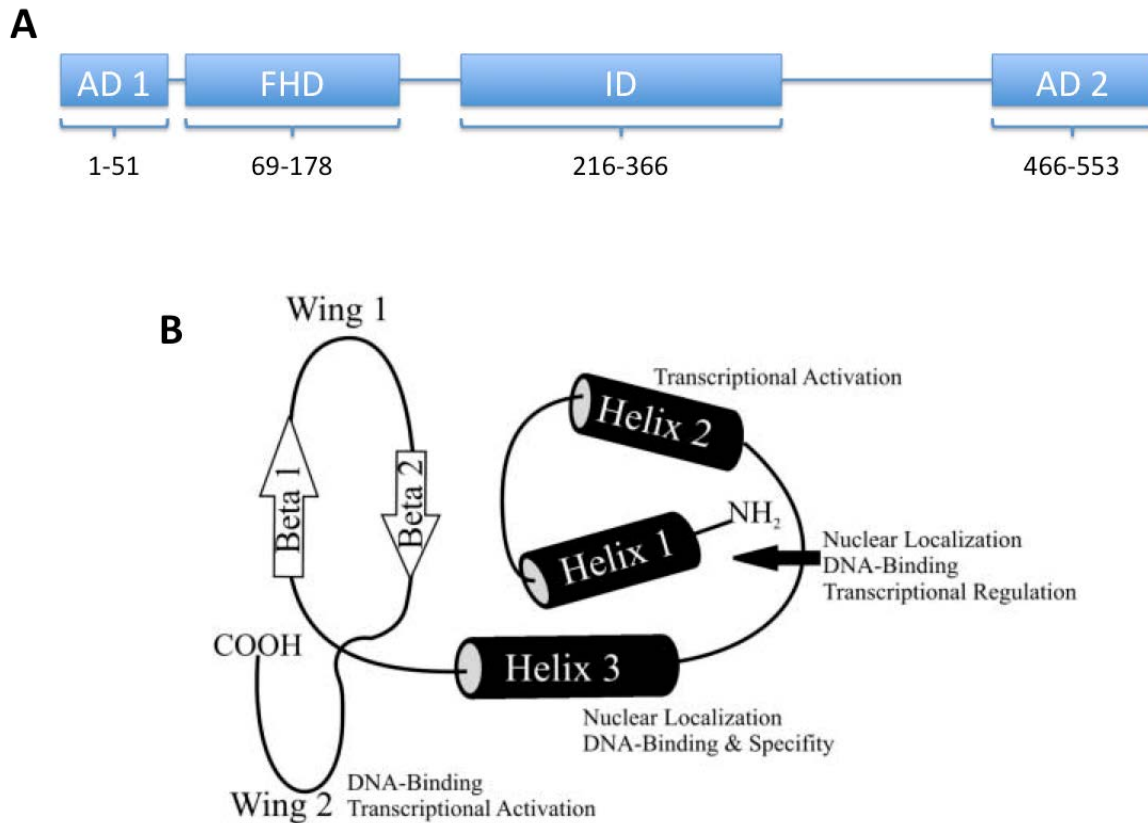 A
AD 1 FHD ID AD 2
1-51 69-178 216-366 466-553
B
Wing 1
Transcriptional Activation
Helix 2
Beta 1
Beta 2
NH₂
Helix 1
Nuclear Localization
DNA-Binding
Transcriptional Regulation
COOH
Helix 3
Nuclear Localization
DNA-Binding & Specifity
Wing 2
DNA-Binding
Transcriptional Activation